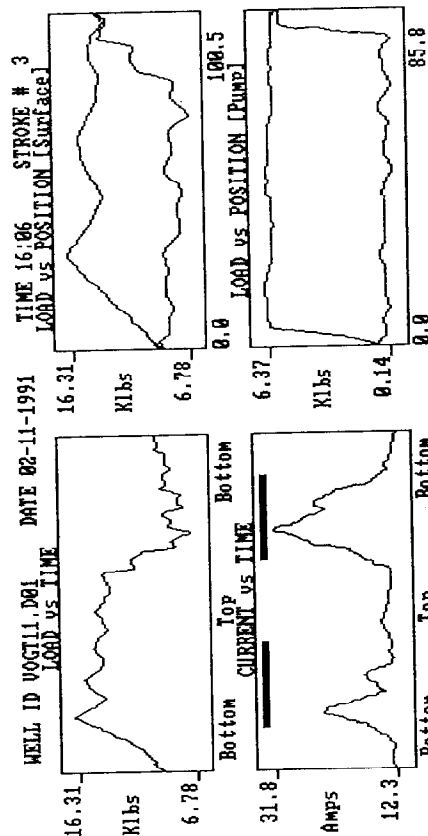 WELL ID VOGT11.D01 DATE 02-11-1991 TIME 16:06 STROKE # 3
LOAD vs TIME
LOAD vs POSITION [Surface]
16.31
Klbs
6.78
Bottom Top Bottom
16.31
Klbs
6.78
0.0 100.5
CURRENT vs TIME
LOAD vs POSITION [Pump]
31.8
Amps
12.3
Bottom Top Bottom
6.37
Klbs
0.14
0.0 85.8